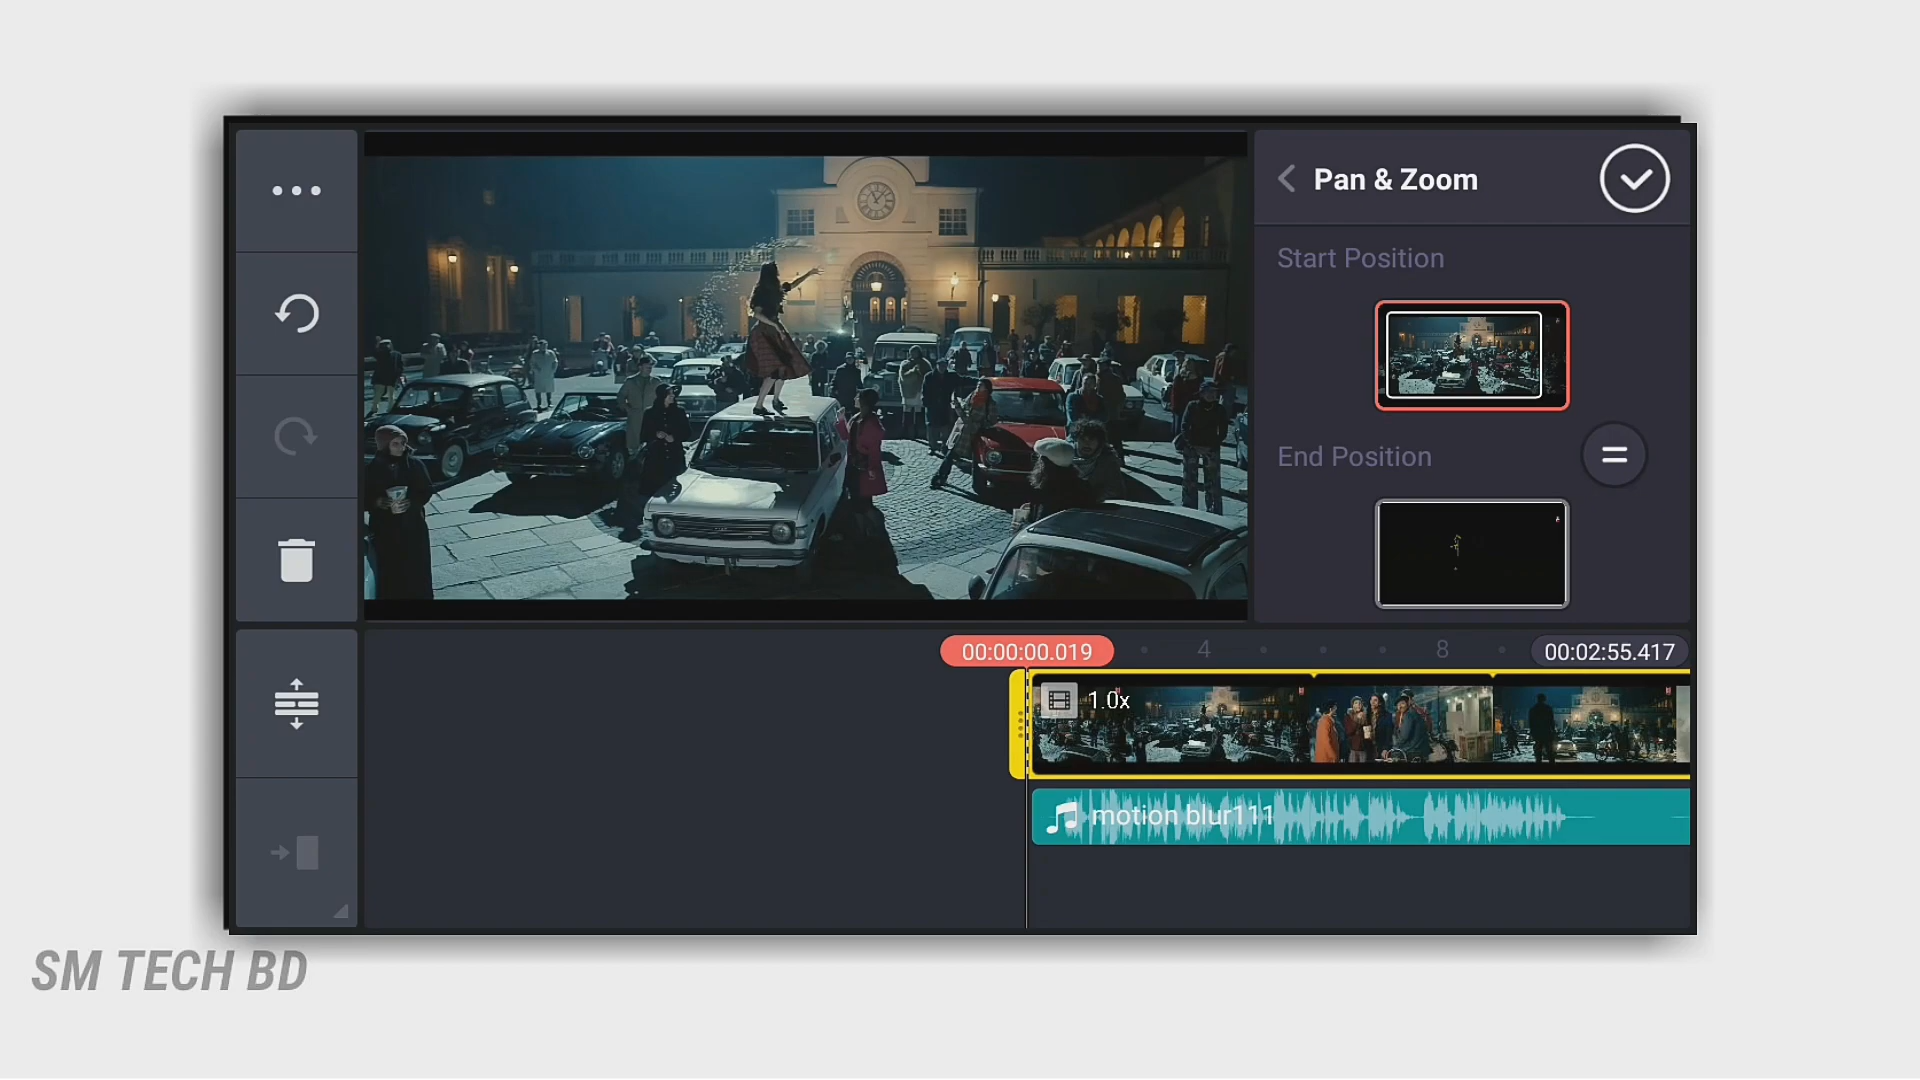 Pan & Zoom
Start Position
End Position
00:00:00.019
4
8
00:02:55.417
1.0x
motion blur111
SM TECH BD